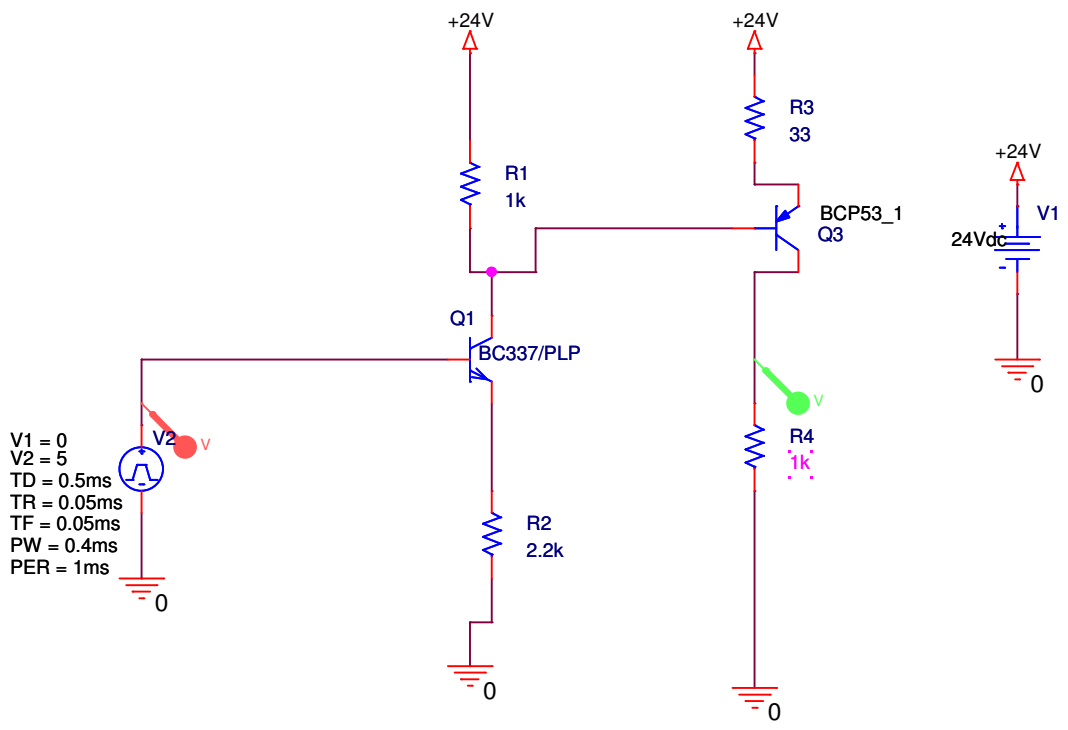 +24V
+24V
R3
33
+24V
R1
1k
BCP53_1
Q3
V1
24Vdc
+
-
0
Q1
BC337/PLP
V
V2
V
+
-
V1 = 0
V2 = 5
TD = 0.5ms
TR = 0.05ms
TF = 0.05ms
PW = 0.4ms
PER = 1ms
R4
1k
R2
2.2k
0
0
0